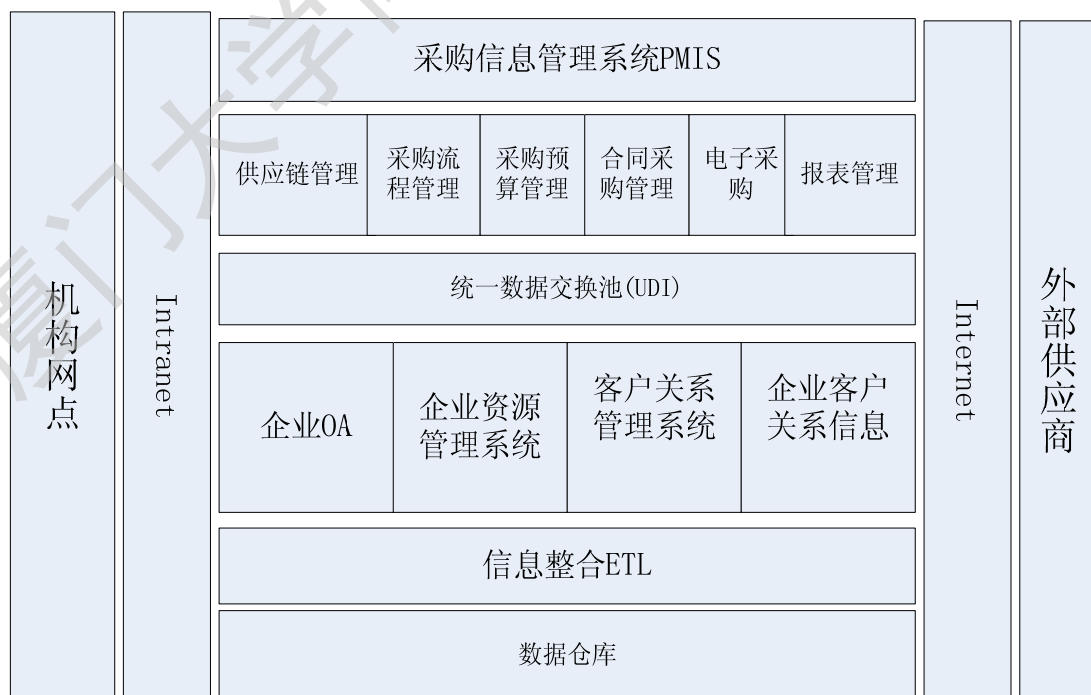 采购信息管理系统PMIS
供应链管理
采购流
程管理
采购预
算管理
合同采
购管理
电子采
购
报表管理
统一数据交换池(UDI)
机构网点
Intranet
Internet
外部供应商
企业OA
企业资源
管理系统
客户关系
管理系统
企业客户
关系信息
信息整合ETL
数据仓库
厦门大学